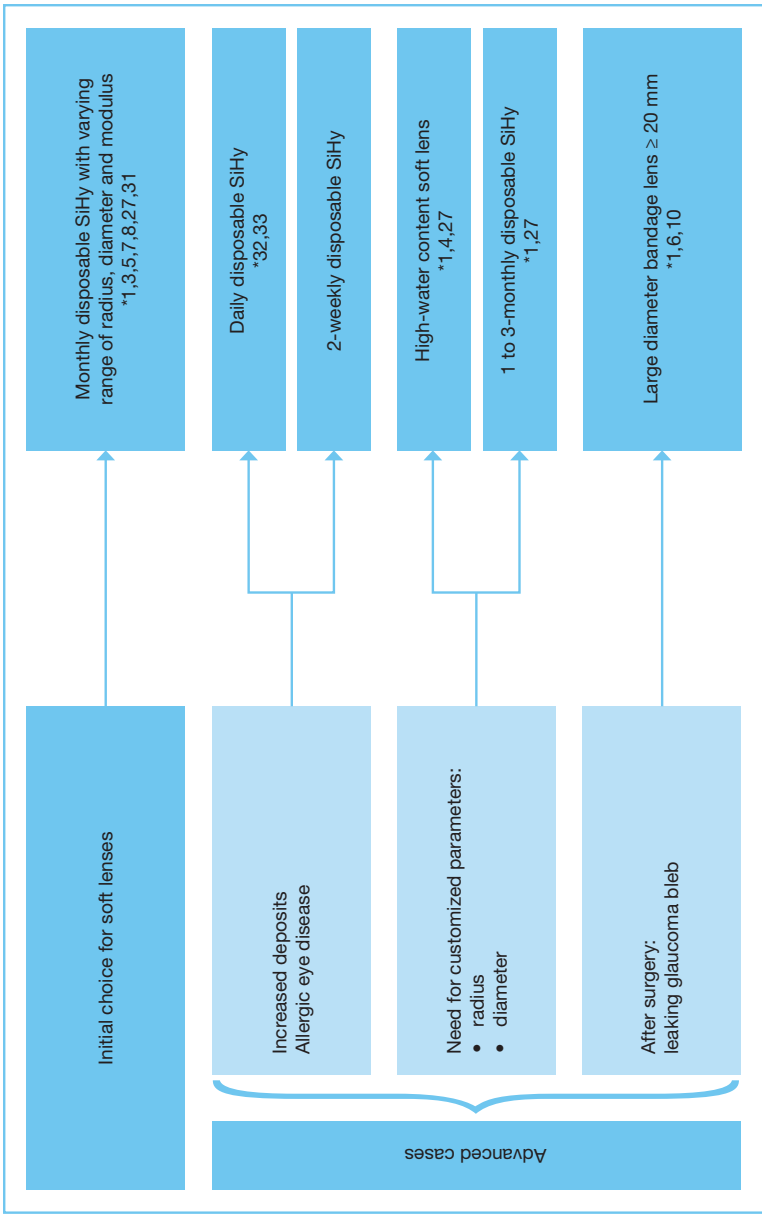 Initial choice for soft lenses
Monthly disposable SiHy with varying
range of radius, diameter and modulus
*1,3,5,7,8,27,31
Advanced cases
Increased deposits
Allergic eye disease
Daily disposable SiHy
*32,33
2-weekly disposable SiHy
Need for customized parameters:
• radius
• diameter
High-water content soft lens
*1,4,27
1 to 3-monthly disposable SiHy
*1,27
After surgery:
leaking glaucoma bleb
Large diameter bandage lens ≥ 20 mm
*1,6,10